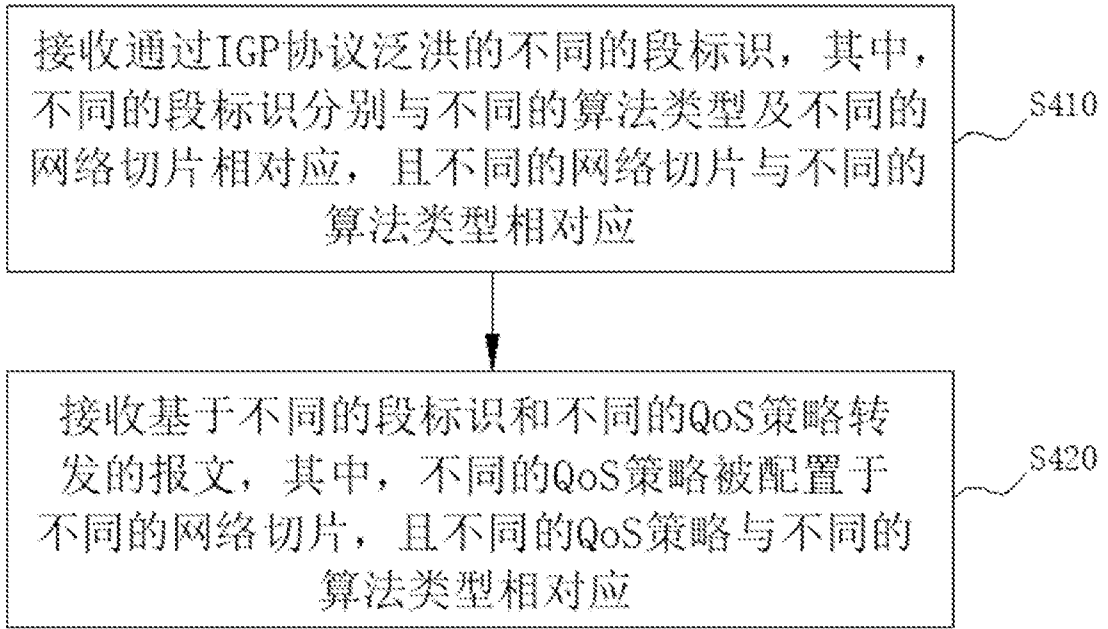 接收通过IGP协议泛洪的不同的段标识，其中，
不同的段标识分别与不同的算法类型及不同的
网络切片相对应，且不同的网络切片与不同的
算法类型相对应
S410
接收基于不同的段标识和不同的QoS策略转
发的报文，其中，不同的QoS策略被配置于
不同的网络切片，且不同的QoS策略与不同的
算法类型相对应
S420